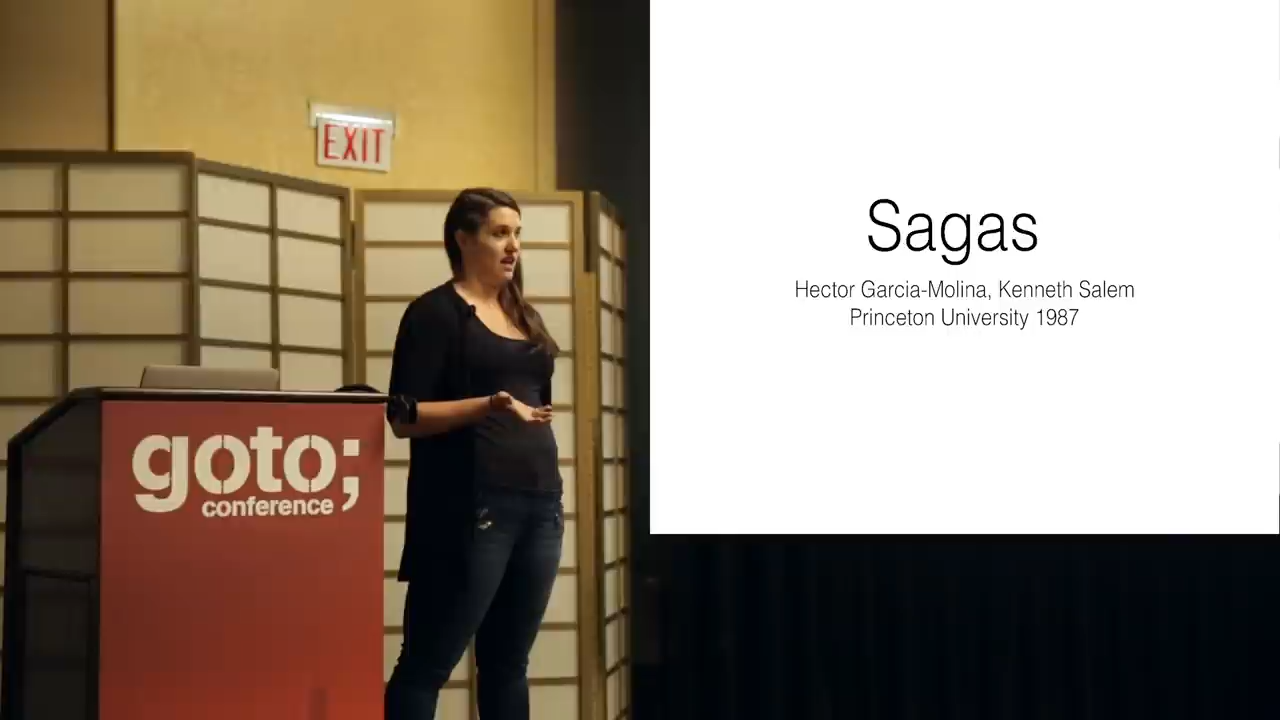 EXIT
goto;
conference
Sagas
Hector Garcia-Molina, Kenneth Salem
Princeton University 1987